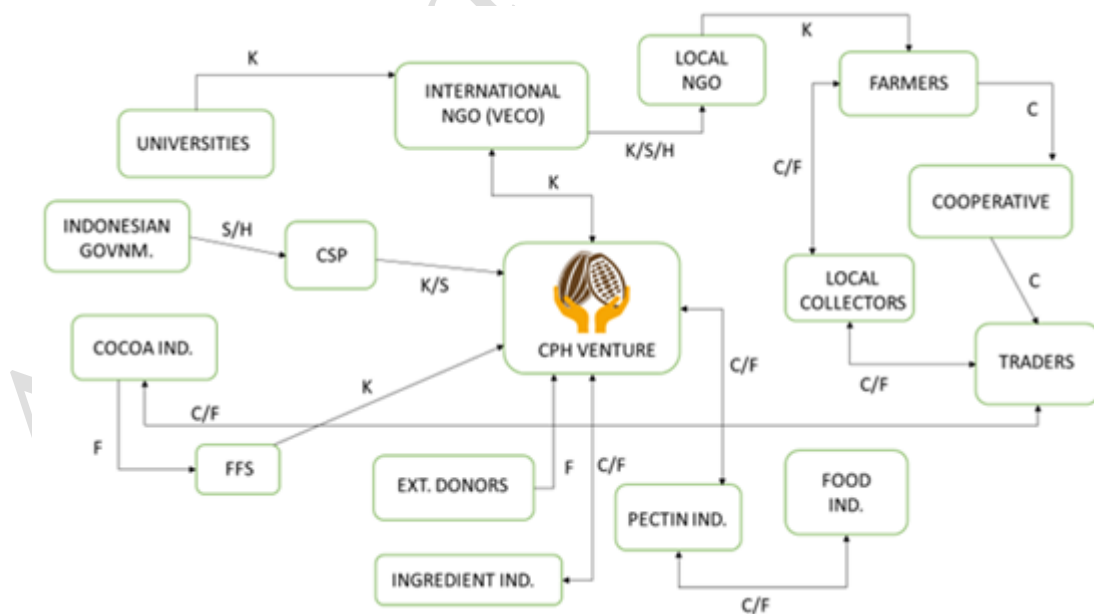 K
LOCAL
NGO
K
INTERNATIONAL
NGO (VECO)
FARMERS
UNIVERSITIES
K/S/H
C
C/F
K
COOPERATIVE
INDONESIAN
GOVNM.
S/H
CSP
K/S
LOCAL
COLLECTORS
C
CPH VENTURE
COCOA IND.
TRADERS
C/F
C/F
K
C/F
F
FFS
EXT. DONORS
F
C/F
FOOD
IND.
PECTIN IND.
INGREDIENT IND.
C/F